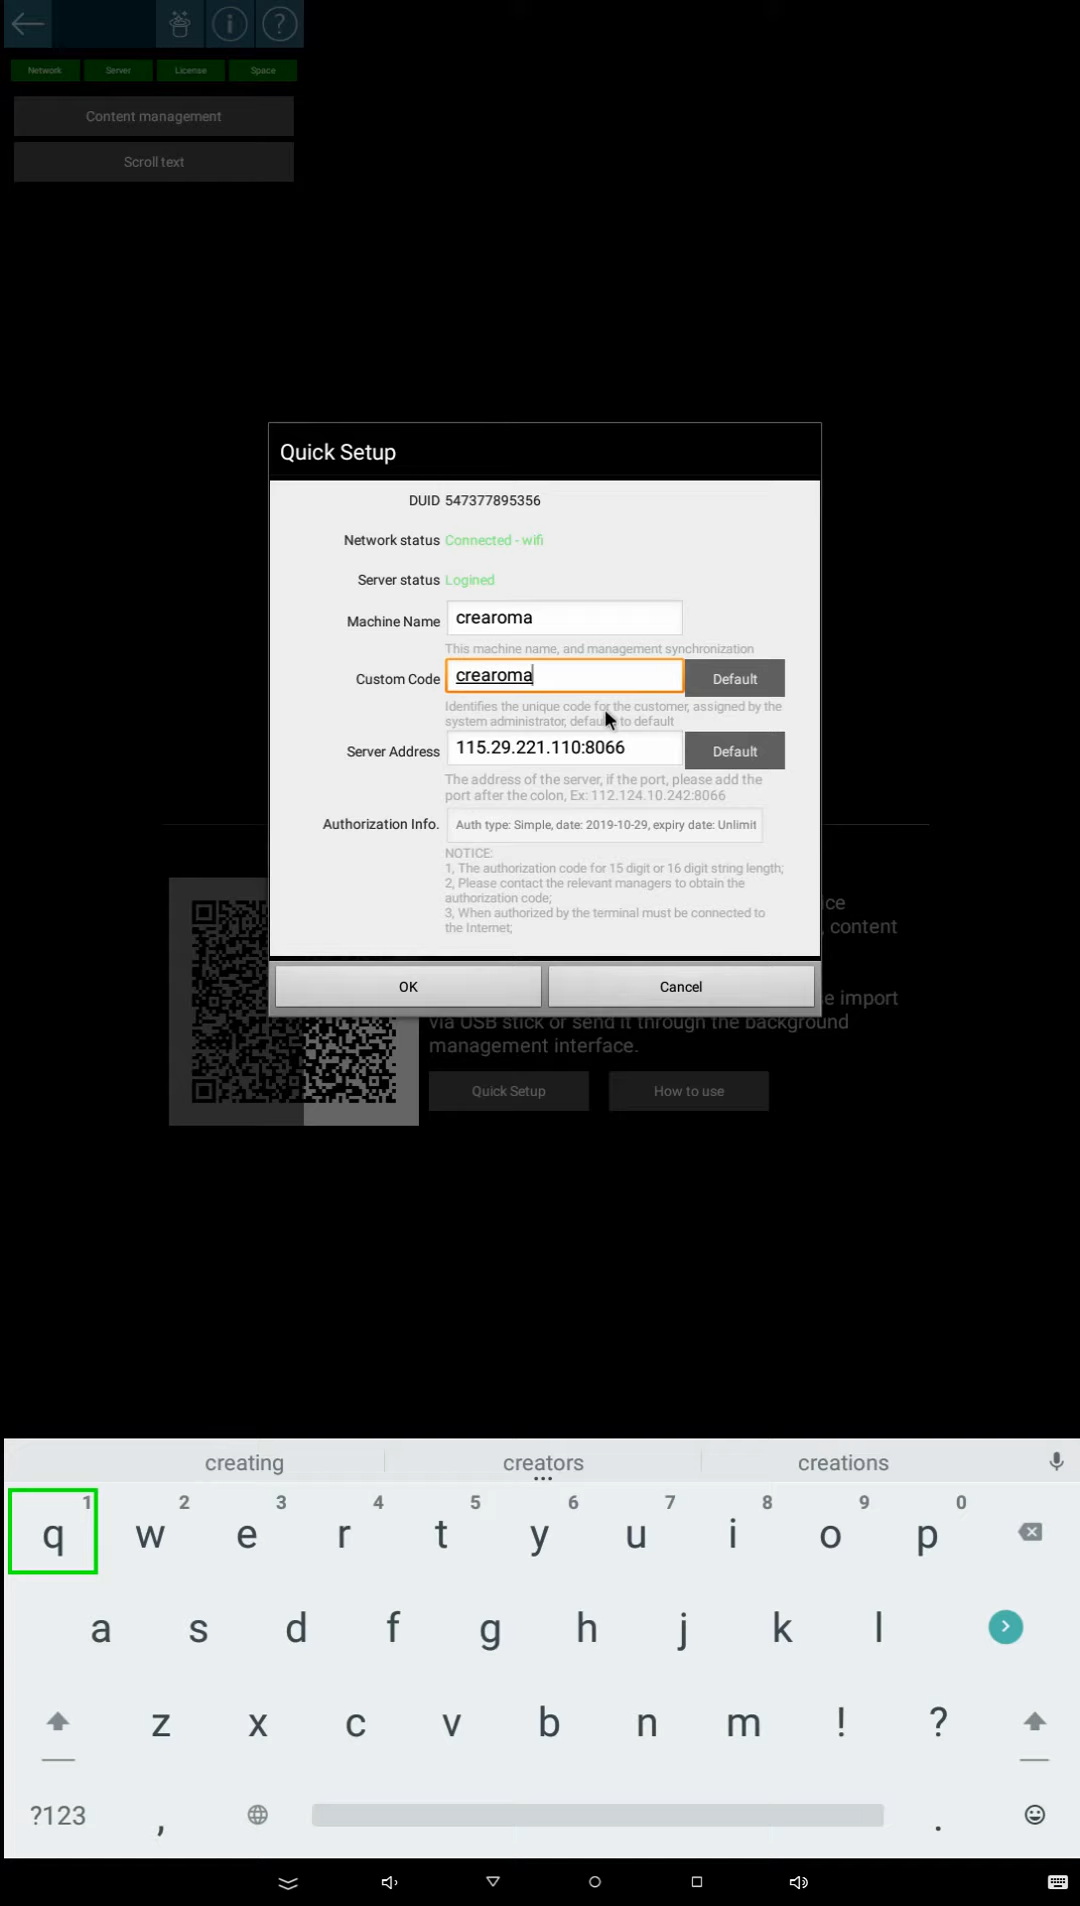 Network Server License Space
Content management
Scroll text
Quick Setup
DUID 547377895356
Network status Connected - wifi
Server status Logined
Machine Name crearoma
This machine name, and management synchronization
Custom Code crearoma Default
Identifies the unique code for the customer, assigned by the
system administrator, to default
Server Address 115.29.221.110:8066 Default
The address of the server, if the port, please add the
port after the colon, Ex: 112.124.10.242:8066
Authorization Info. Auth type: Simple, date: 2019-10-29, expiry date: Unlimit
NOTICE:
1, The authorization code for 15 digit or 16 digit string length;
2, Please contact the relevant managers to obtain the
authorization code;
3, When authorized by the terminal must be connected to
the Internet;
OK Cancel
ice
, content
e import
via USB stick or send it through the background
management interface.
Quick Setup How to use
creating creators creations
1 2 3 4 5 6 7 8 9 0
q w e r t y u i o p
a s d f g h j k l
z x c v b n m ! ?
?123 , .